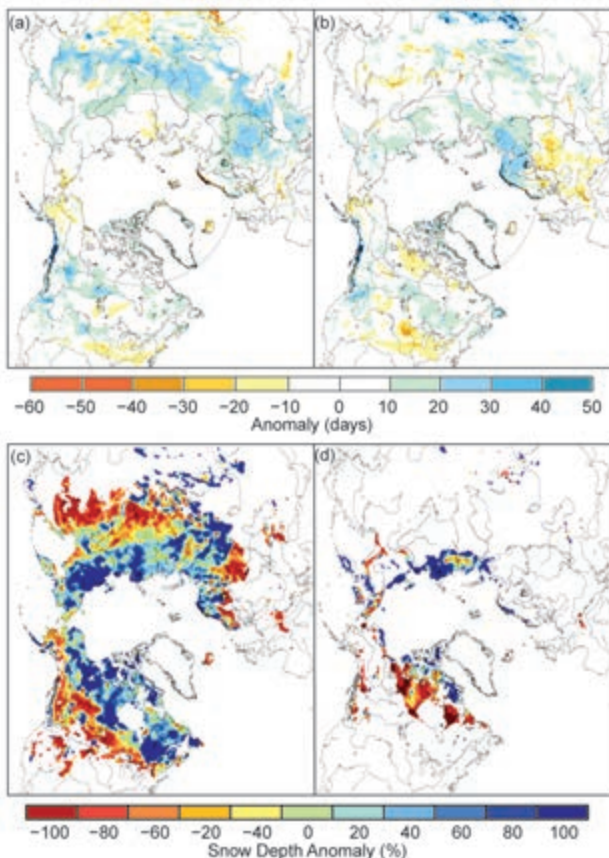 (a) (b)
−60 −50 −40 −30 −20 −10 0 10 20 30 40 50
Anomaly (days)
(c) (d)
−100 −80 −60 −20 −40 0 20 40 60 80 100
Snow Depth Anomaly (%)